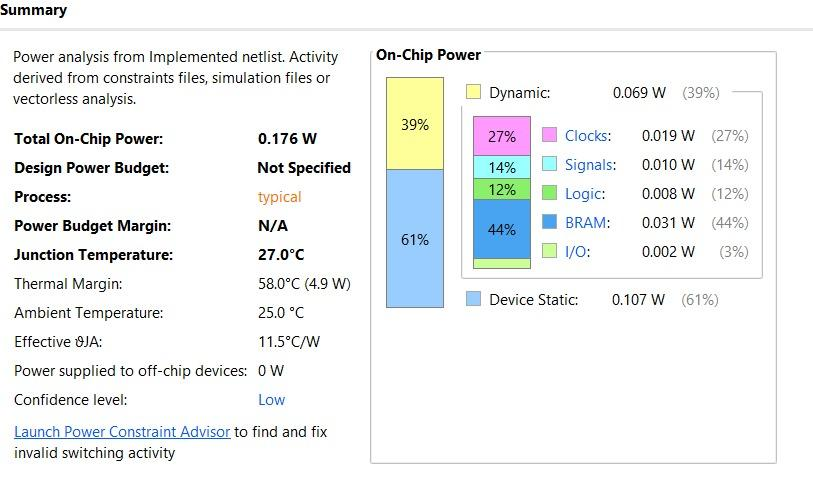 Summary
Power analysis from Implemented netlist. Activity
derived from constraints files, simulation files or
vectorless analysis.
Total On-Chip Power: 0.176 W
Design Power Budget: Not Specified
Process: typical
Power Budget Margin: N/A
Junction Temperature: 27.0°C
Thermal Margin: 58.0°C (4.9 W)
Ambient Temperature: 25.0 °C
Effective ϑJA: 11.5°C/W
Power supplied to off-chip devices: 0 W
Confidence level: Low
Launch Power Constraint Advisor to find and fix
invalid switching activity
On-Chip Power
39%
61%
Dynamic: 0.069 W (39%)
27% Clocks: 0.019 W (27%)
14% Signals: 0.010 W (14%)
12% Logic: 0.008 W (12%)
44% BRAM: 0.031 W (44%)
I/O: 0.002 W (3%)
Device Static: 0.107 W (61%)